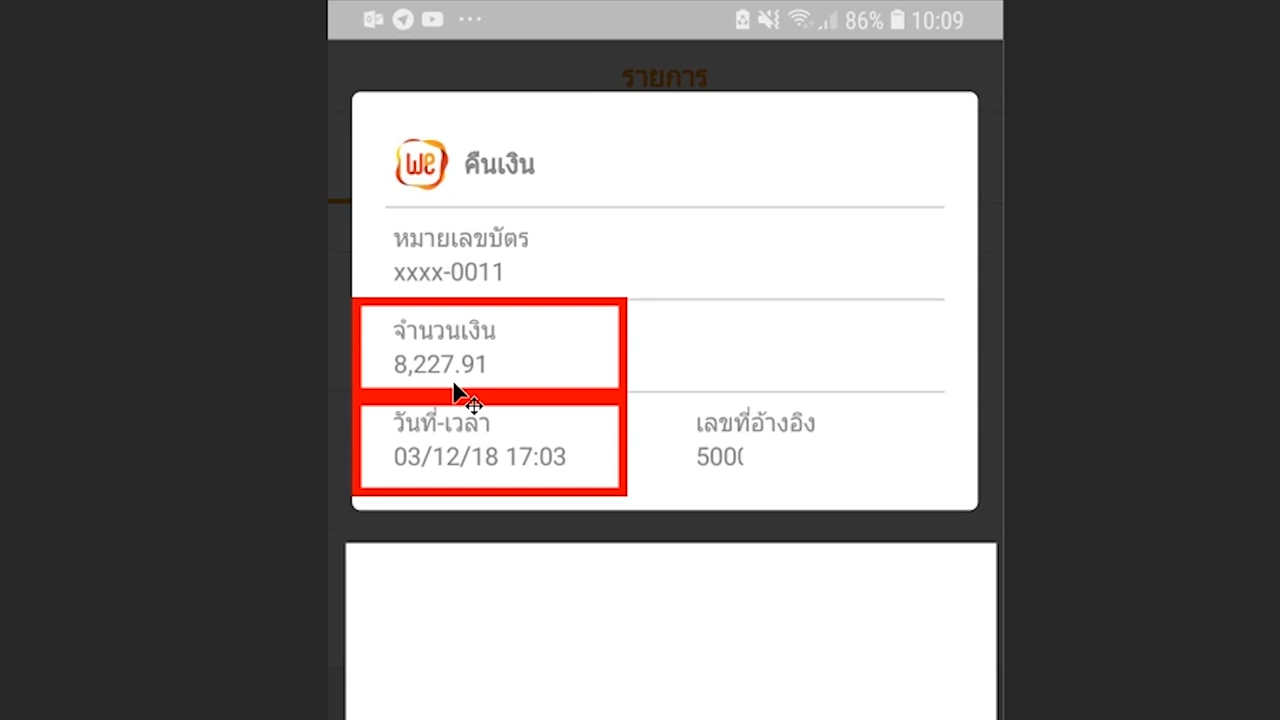 86% 10:09
รายการ
we คืนเงิน
หมายเลขบัตร
xxxx-0011
จำนวนเงิน
8,227.91
วันที่-เวลา
เลขที่อ้างอิง
03/12/18 17:03
5000